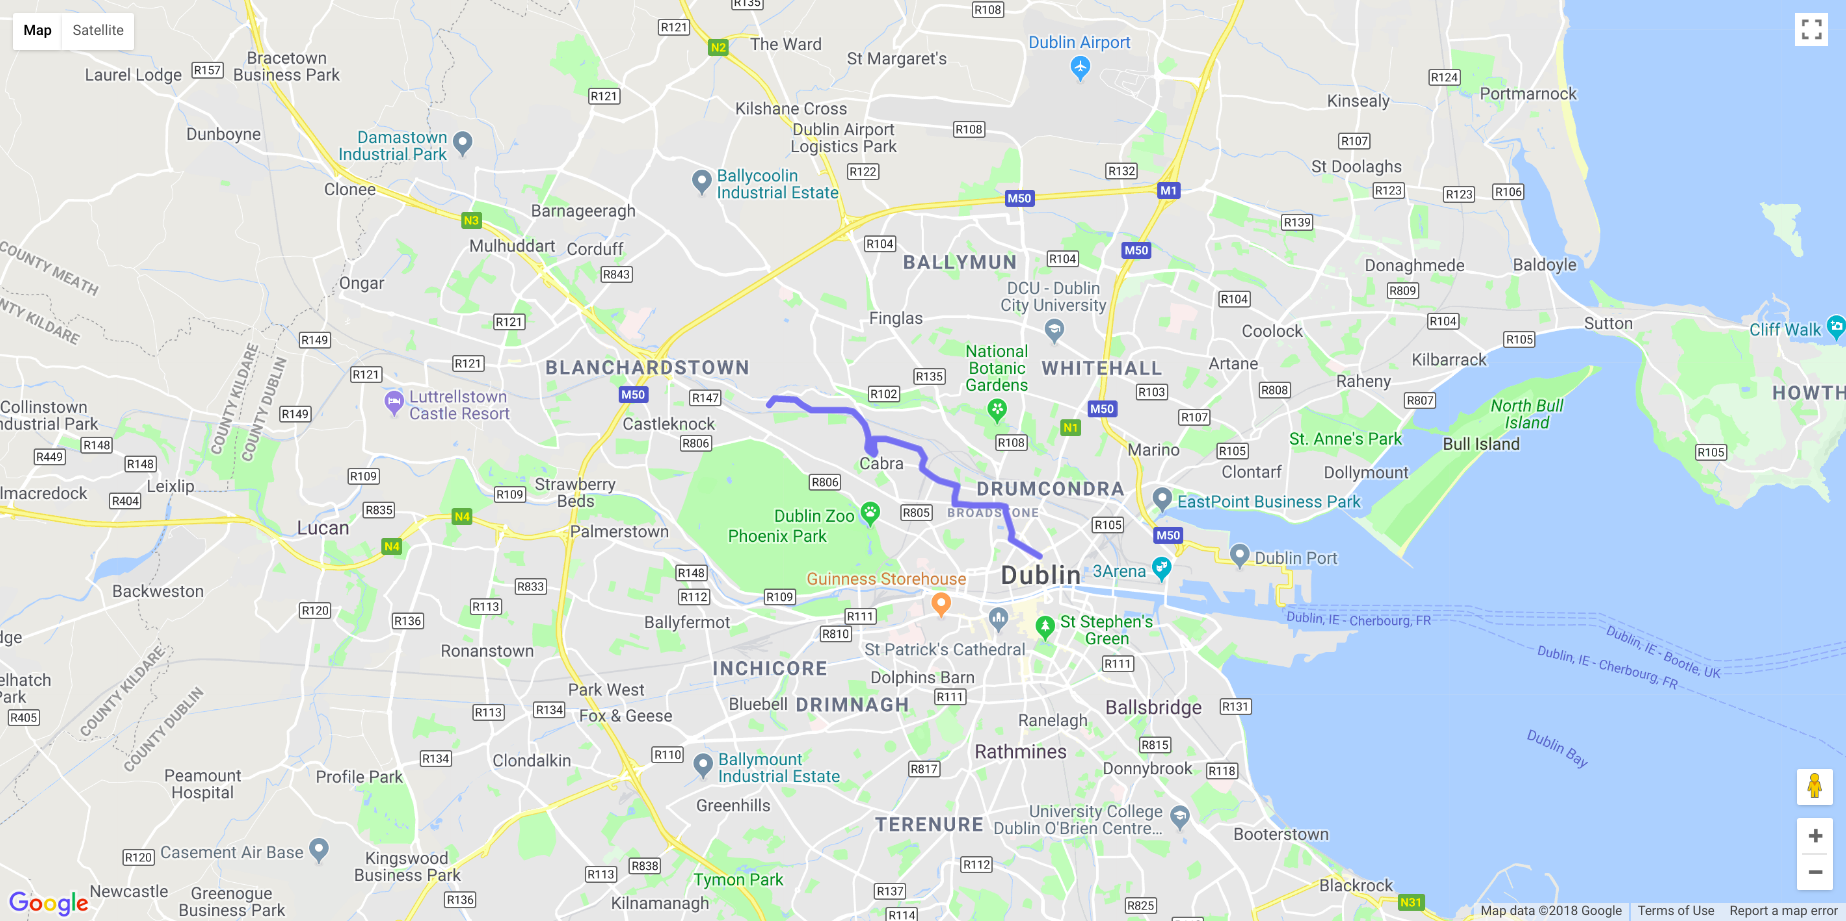 Map
Satellite
R135
R108
R121
N2
The Ward
Dublin Airport
St Margaret's
Bracetown
Business Park
Laurel Lodge
R157
R124
Portmarnock
R121
Kilshane Cross
Kinsealy
Dunboyne
Damastown
Industrial Park
Dublin Airport
Logistics Park
R108
R107
St Doolaghs
R122
R132
Clonee
Ballycoolin
Industrial Estate
M50
M1
R123
R123
R106
Barnageeragh
N3
R139
COUNTY MEATH
Mulhuddart
Corduff
R104
BALLYMUN
R104
M50
Donaghmede
Baldoyle
R843
Ongar
DCU - Dublin
City University
R809
R104
COUNTY KILDARE
Finglas
R121
R104
Sutton
Coolock
Cliff Walk
R149
R105
BLANCHARDSTOWN
National
Botanic
Gardens
WHITEHALL
Artane
Kilbarrack
R121
R121
R135
R103
R808
Raheny
HOWTH
COUNTY KILDARE
COUNTY DUBLIN
Luttrellstown
Castle Resort
M50
R147
R102
M50
R107
R807
Collinstown
Industrial Park
R149
Castleknock
N1
North Bull
Island
R148
R806
R108
St. Anne's Park
Bull Island
R449
R148
Marino
R105
R105
Cabra
Clontarf
Dollymount
lmacredock
R404
Leixlip
R109
Strawberry
Beds
R806
DRUMCONDRA
R109
EastPoint Business Park
R835
N4
Dublin Zoo
R805
BROADSTONE
R105
Lucan
Palmerstown
Phoenix Park
M50
N4
Dublin Port
Backweston
R833
R148
Guinness Storehouse
Dublin
3Arena
R112
R109
R120
R113
R136
R111
Ballyfermot
R810
St Stephen's
Green
Dublin, IE - Cherbourg, FR
dge
Ronanstown
St Patrick's Cathedral
Dublin, IE - Bootle, UK
INCHICORE
R111
Dublin, IE - Cherbourg, FR
elhatch
Park
COUNTY KILDARE
COUNTY DUBLIN
Dolphins Barn
Park West
R111
R405
R113
R134
Fox & Geese
Bluebell
DRIMNAGH
Ranelagh
Ballsbridge
R131
Rathmines
R815
Dublin Bay
R134
Clondalkin
R110
Ballymount
Industrial Estate
R817
Donnybrook
R118
Peamount
Hospital
Profile Park
Greenhills
TERENURE
University College
Dublin O'Brien Centre...
Booterstown
R120
Casement Air Base
Kingswood
Business Park
R838
R113
R112
Tymon Park
Blackrock
Newcastle
Greenogue
Business Park
R136
Kilnamanagh
R137
R114
R825
N31
Google
Map data ©2018 Google
Terms of Use
Report a map error